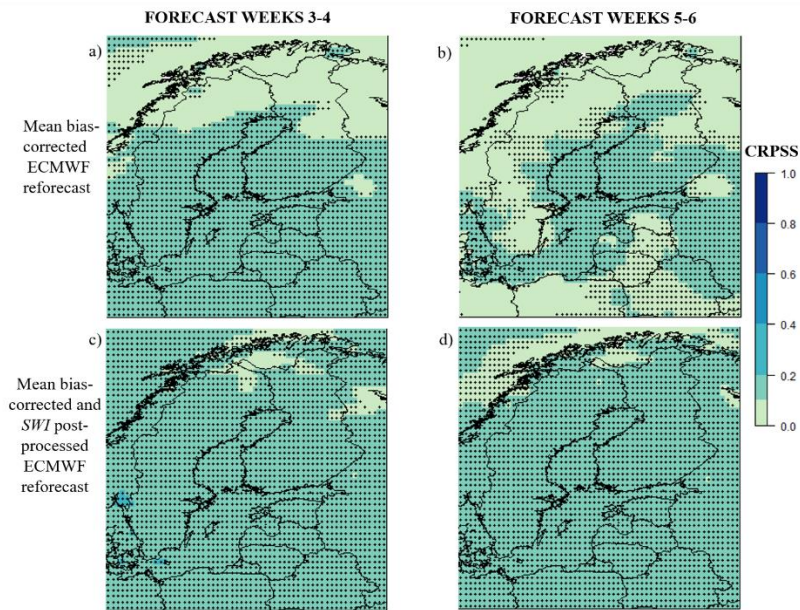 FORECAST WEEKS 3-4
FORECAST WEEKS 5-6
a)
b)
Mean bias-
corrected
ECMWF
reforecast
CRPSS
1.0
0.8
0.6
0.4
0.2
0.0
c)
d)
Mean bias-
corrected and
SWI post-
processed
ECMWF
reforecast